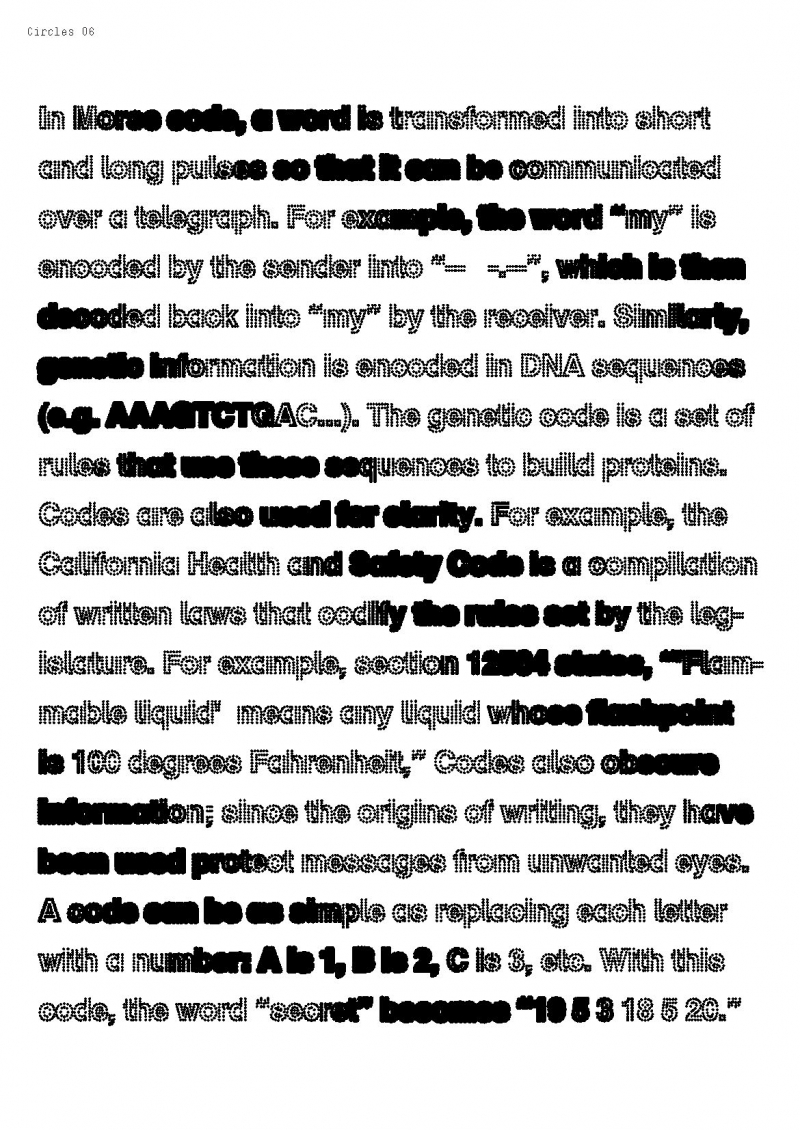 Circles 06
In Morse code, a word is transformed into short
and long pulses so that it can be communicated
over a telegraph. For example, the word “my” is
encoded by the sender into “— -.—”, which is then
decoded back into “my” by the receiver. Similarly,
genetic information is encoded in DNA sequences
(e.g. AAAGTCTGAC...). The genetic code is a set of
rules that use these sequences to build proteins.
Codes are also used for clarity. For example, the
California Health and Safety Code is a compilation
of written laws that codify the rules set by the leg-
islature. For example, section 12504 states, “"Flam-
mable liquid' means any liquid whose flashpoint
is 100 degrees Fahrenheit,” Codes also obscure
information; since the origins of writing, they have
been used protect messages from unwanted eyes.
A code can be as simple as replacing each letter
with a number: A is 1, B is 2, C is 3, etc. With this
code, the word “secret” becomes “19 5 3 18 5 20.”